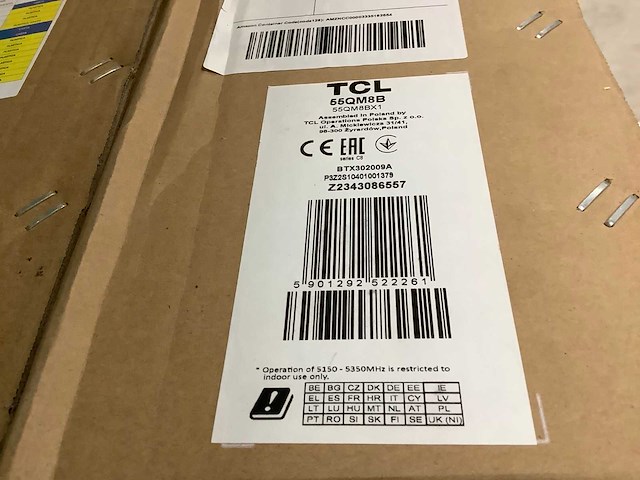 TCL
55QM8B
55QM8BX1
Assembled in Poland by
TCL Operations Polska Sp. z o.o.
ul. A. Mickiewicza 31/41,
96-300 Żyrardów, Poland
CE EAC
series C8
BTX302009A
P3Z2S10401001379
Z2343086557
5 901292 522261
* Operation of 5150 - 5350MHz is restricted to
indoor use only.
BE BG CZ DK DE EE IE
EL ES FR HR IT CY LV
LT LU HU MT NL AT PL
PT RO SI SK FI SE UK (NI)